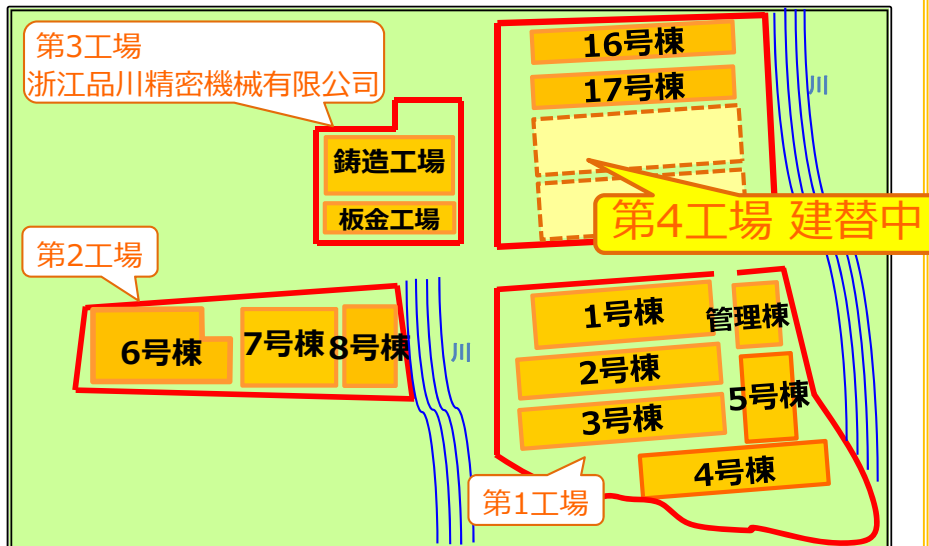 第3工場
浙江品川精密機械有限公司
16号棟
17号棟
川
鋳造工場
板金工場
第4工場 建替中
第2工場
6号棟
7号棟
8号棟
川
1号棟
管理棟
2号棟
5号棟
3号棟
4号棟
第1工場